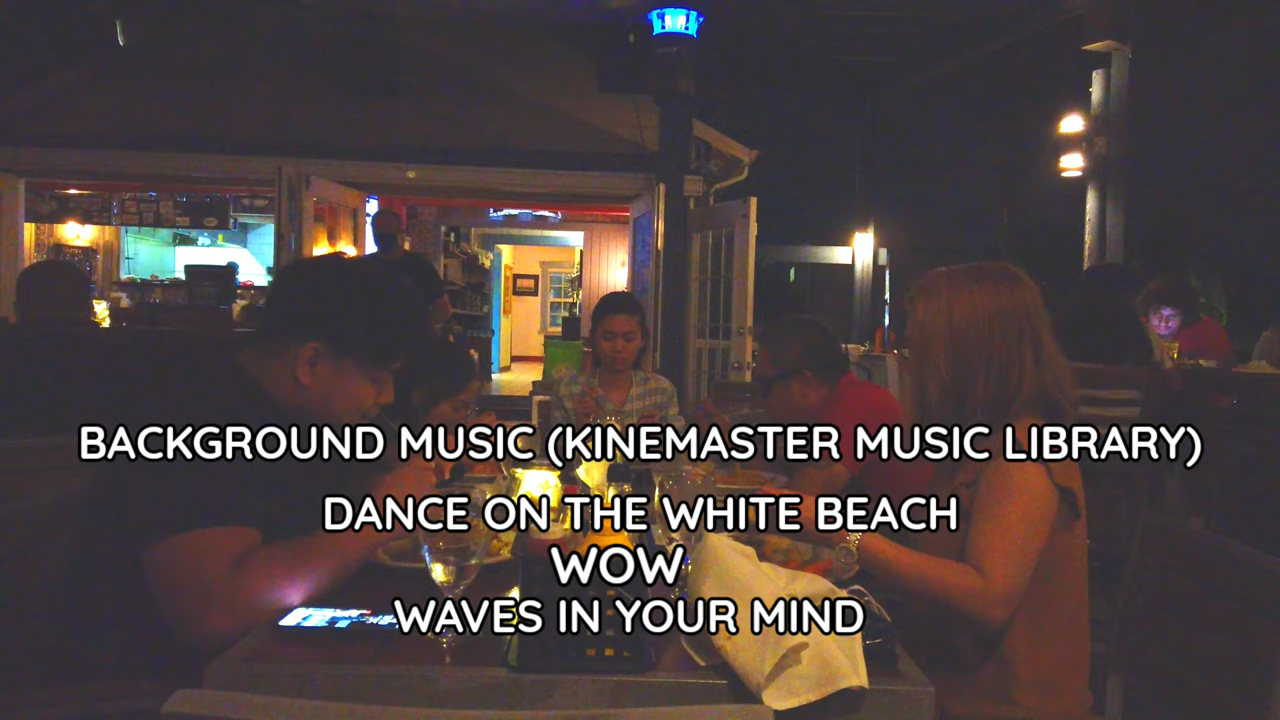 BACKGROUND MUSIC (KINEMASTER MUSIC LIBRARY)
DANCE ON THE WHITE BEACH
WOW
WAVES IN YOUR MIND